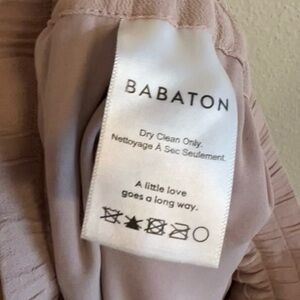 BABATON
Dry Clean Only.
Nettoyage À Sec Seulement.
A little love
goes a long way.